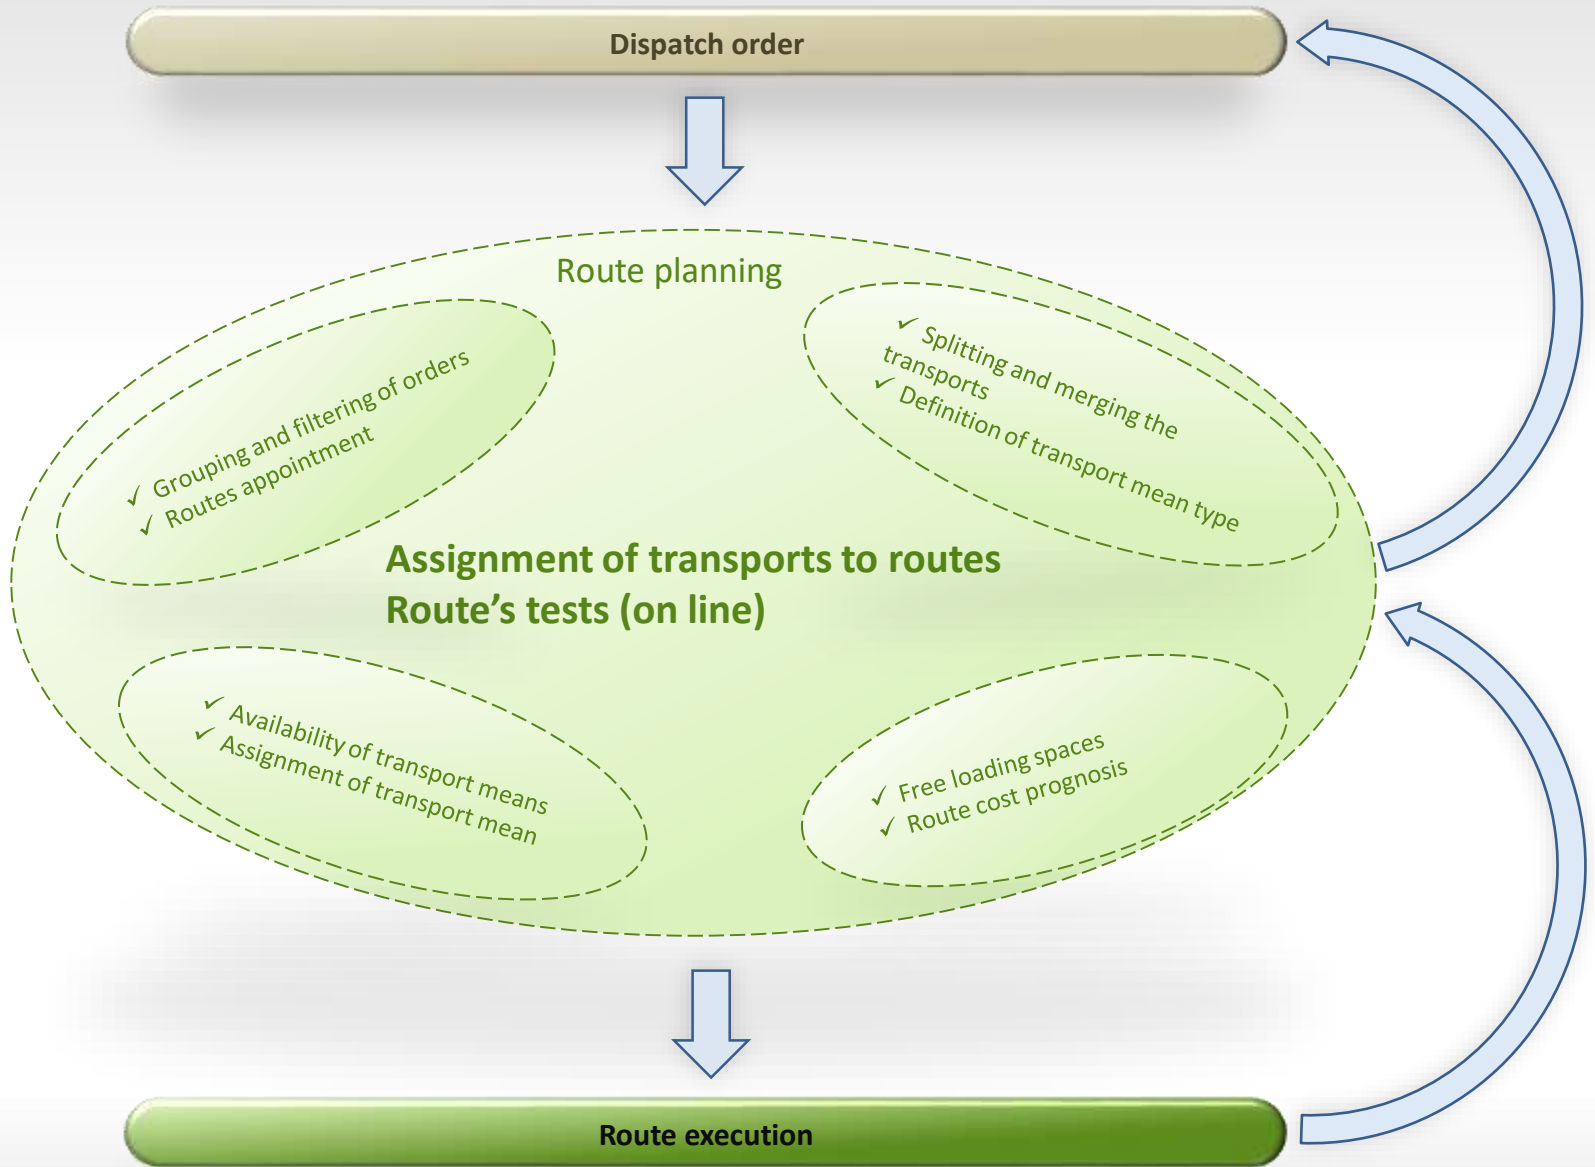 Dispatch order
Route planning
✓ Grouping and filtering of orders
✓ Routes appointment
✓ Splitting and merging the
transports
✓ Definition of transport mean type
Assignment of transports to routes
Route’s tests (on line)
✓ Availability of transport means
✓ Assignment of transport mean
✓ Free loading spaces
✓ Route cost prognosis
Route execution